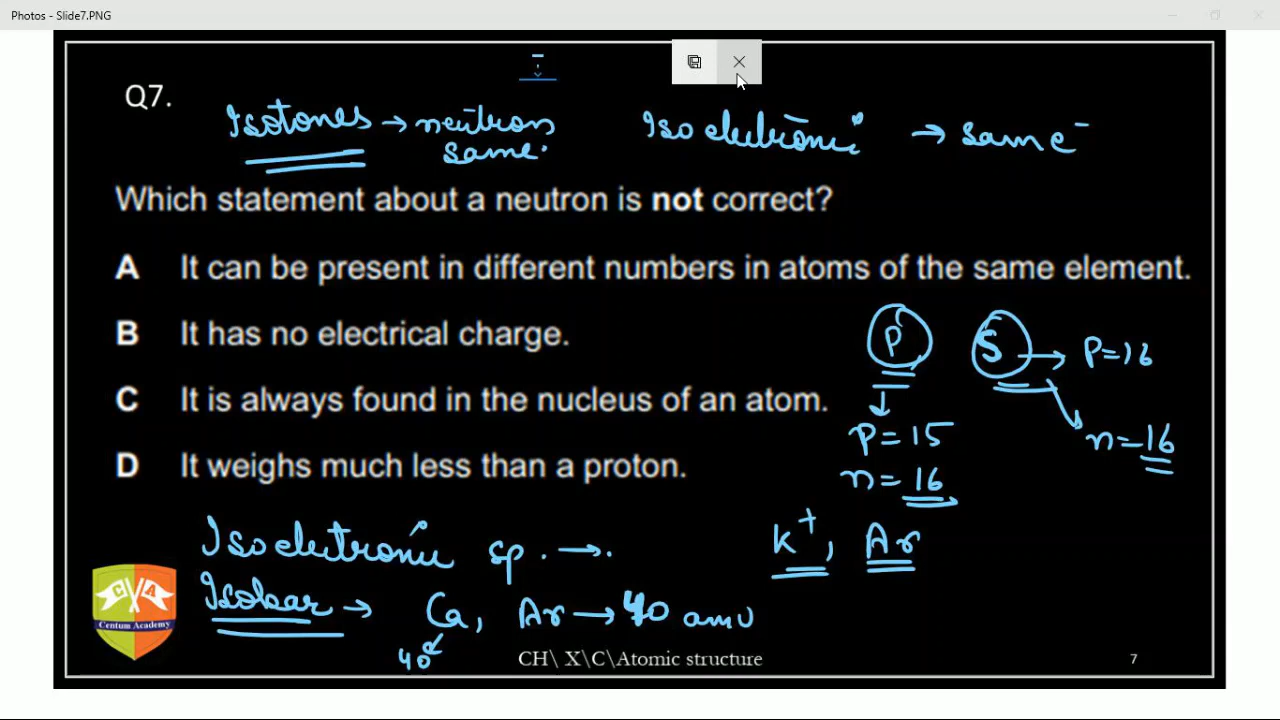 Photos - Slide7.PNG
Q7.
Isotones → neutron same.
Isoelectronic → same e⁻
Which statement about a neutron is not correct?
A It can be present in different numbers in atoms of the same element.
B It has no electrical charge.
C It is always found in the nucleus of an atom.
D It weighs much less than a proton.
P
p = 15
n = 16
S → P=16
n=16
Isoelectronic sp. →
K⁺, Ar
Isobar → Ca, Ar → 40 amu
40
C A
Centum Academy
CH\ X\C\Atomic structure
7